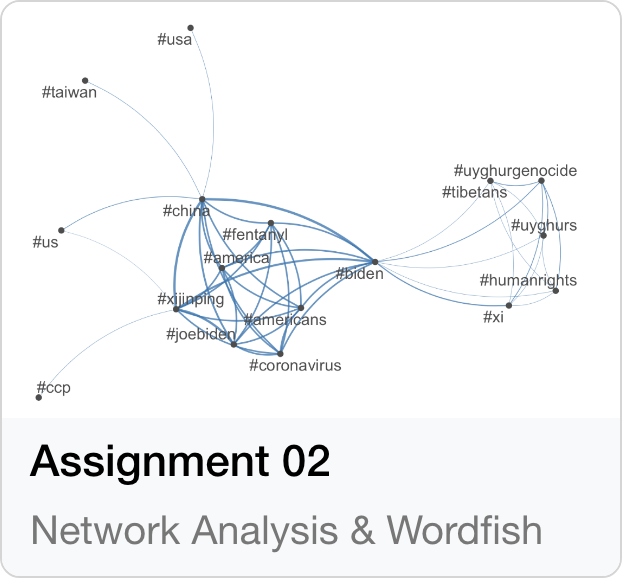 #usa
#taiwan
#uyghurgenocide
#tibetans
#china
#uyghurs
#fentanyl
#us
#america
#biden
#humanrights
#xijinping
#xi
#americans
#joebiden
#coronavirus
#ccp
Assignment 02
Network Analysis & Wordfish